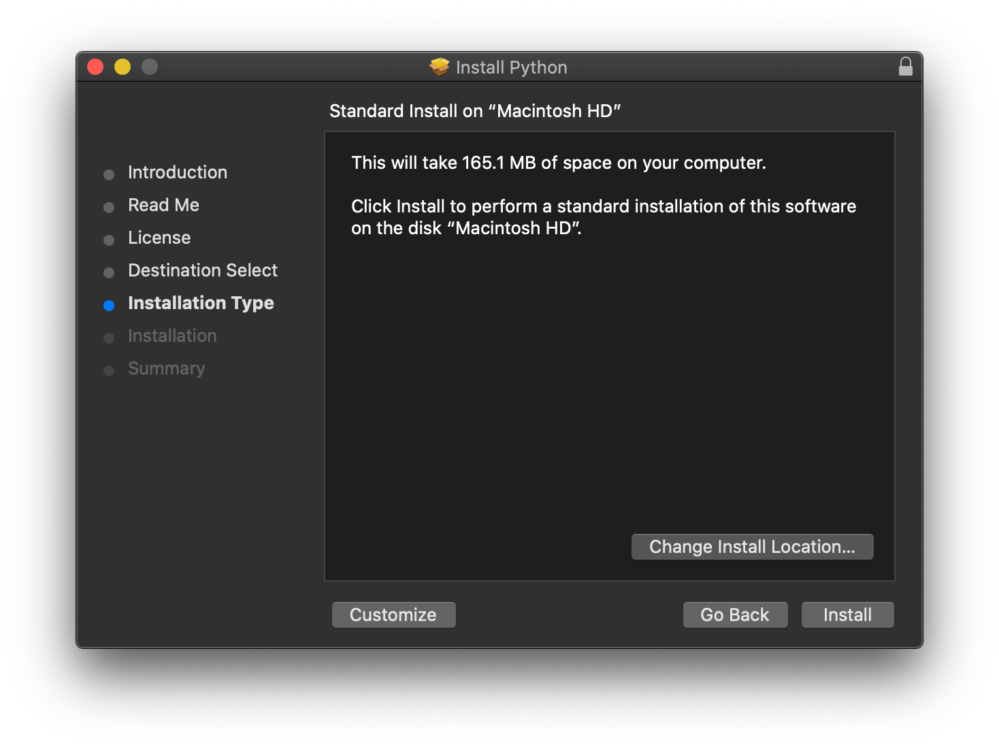 Install Python
Standard Install on “Macintosh HD”
Introduction
Read Me
License
Destination Select
Installation Type
Installation
Summary
This will take 165.1 MB of space on your computer.
Click Install to perform a standard installation of this software
on the disk “Macintosh HD”.
Change Install Location...
Customize
Go Back
Install